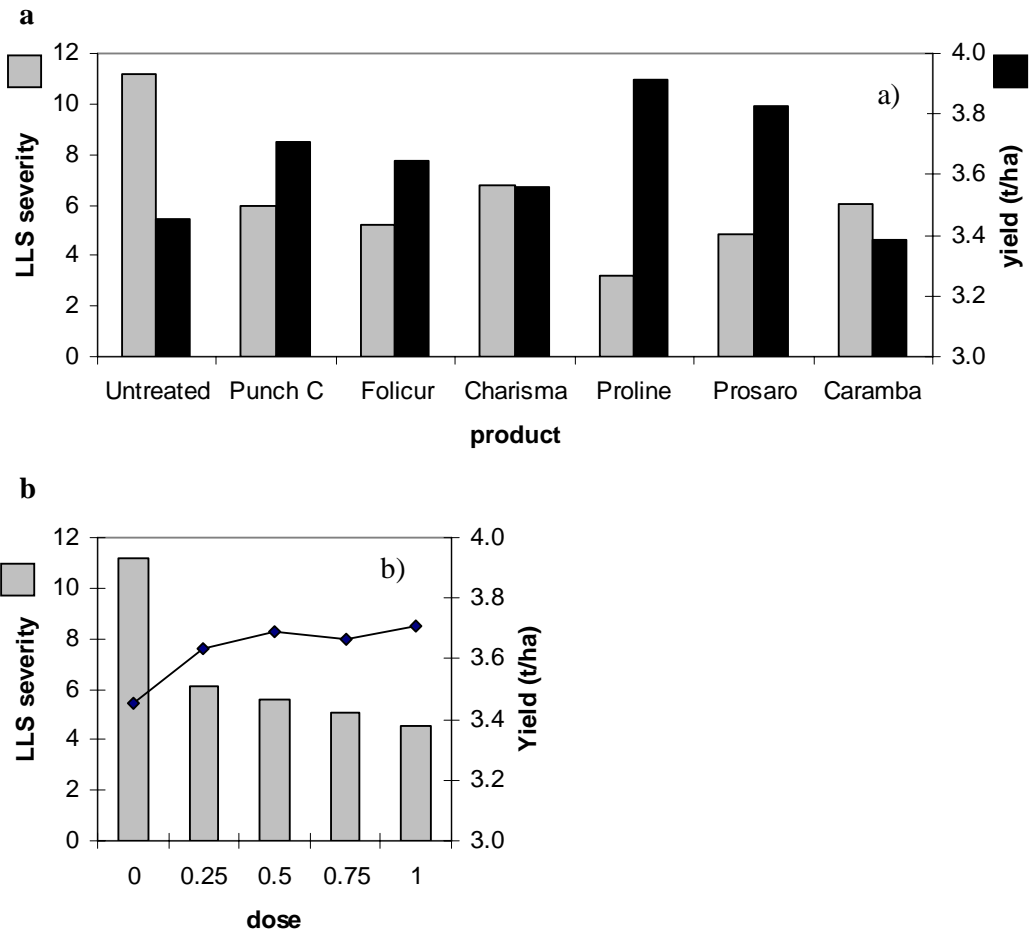 a
12
10
8
6
4
2
0
LLS severity
a)
4.0
3.8
3.6
3.4
3.2
3.0
yield (t/ha)
Untreated Punch C Folicur Charisma Proline Prosaro Caramba
product
b
12
10
8
6
4
2
0
LLS severity
b)
4.0
3.8
3.6
3.4
3.2
3.0
Yield (t/ha)
0 0.25 0.5 0.75 1
dose